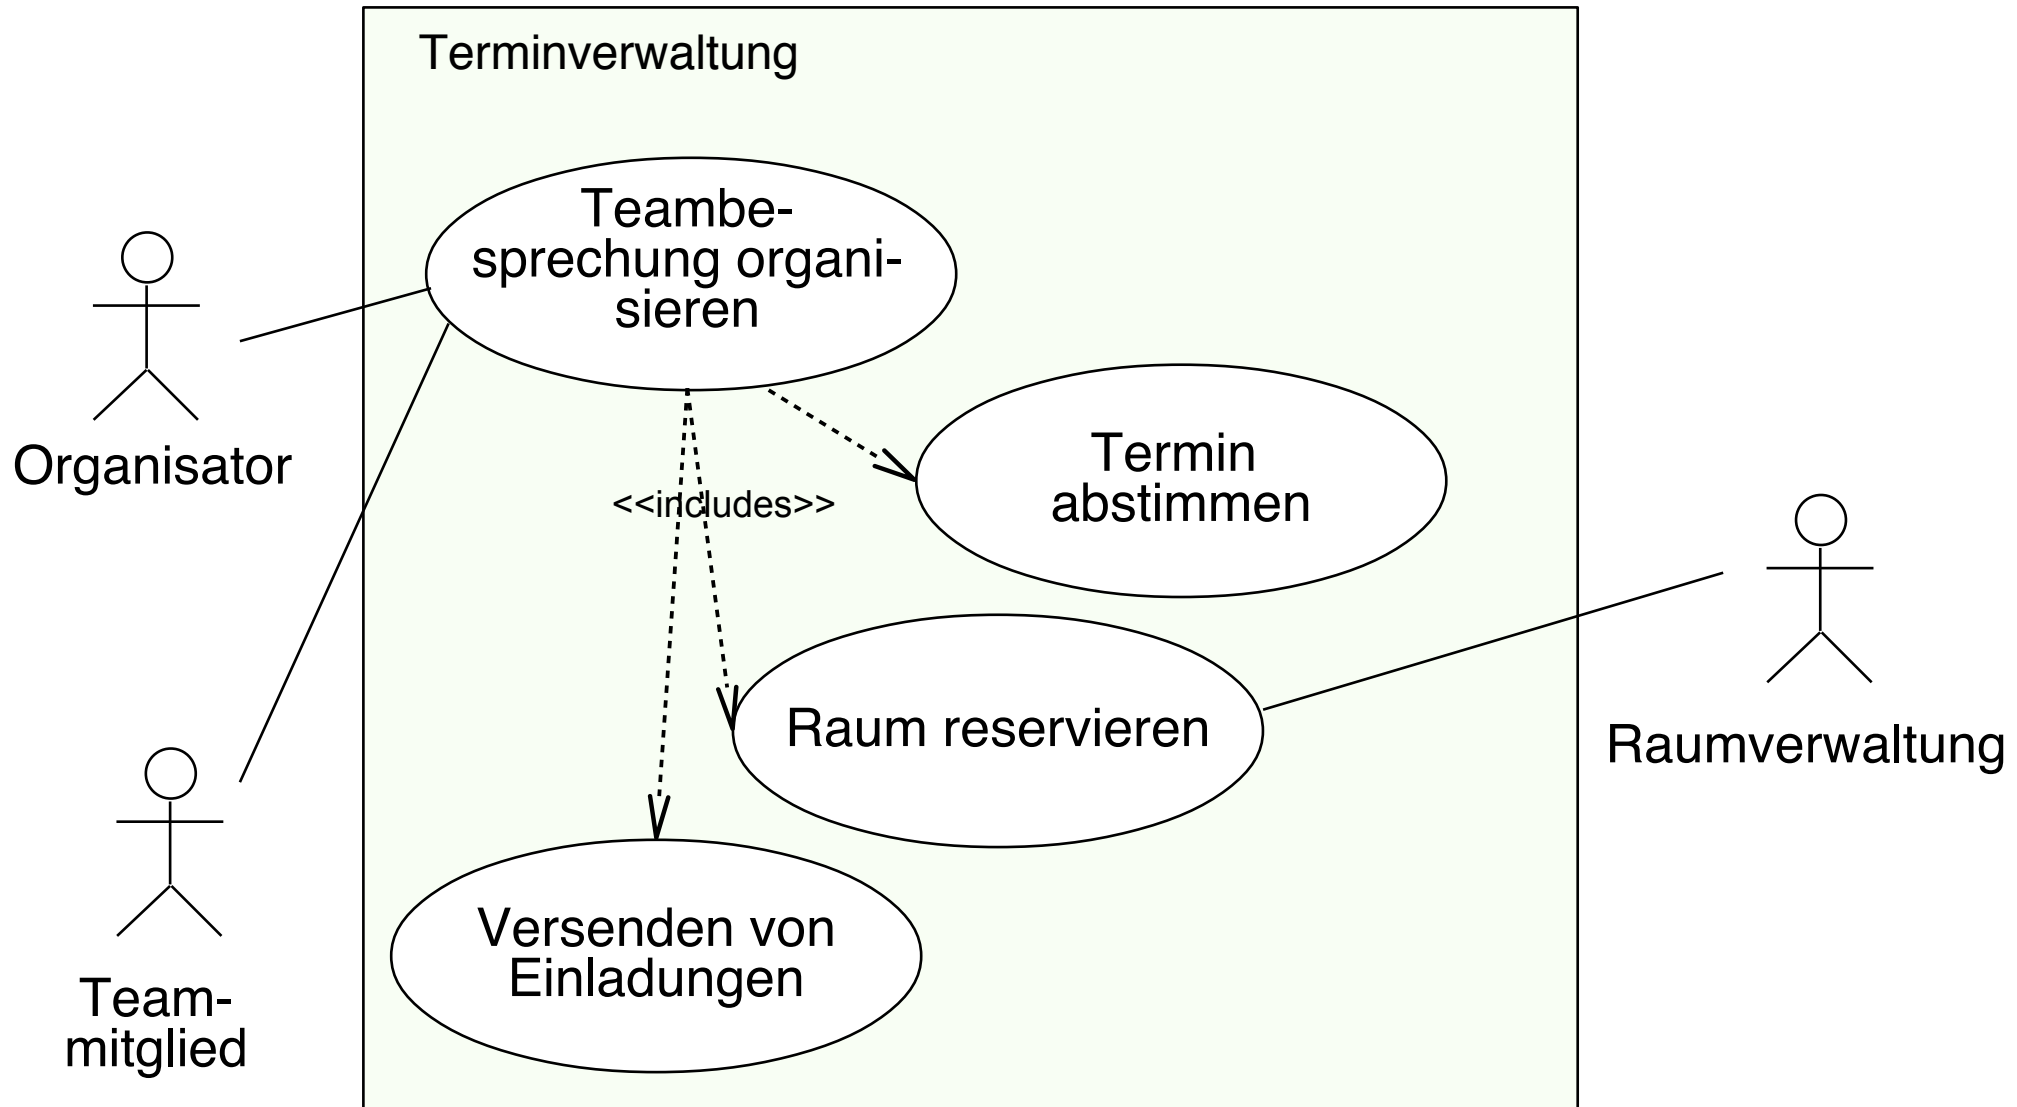 Terminverwaltung
Teambe-
sprechung organi-
sieren
Organisator
Termin
abstimmen
<<includes>>
Raum reservieren
Raumverwaltung
Versenden von
Einladungen
Team-
mitglied